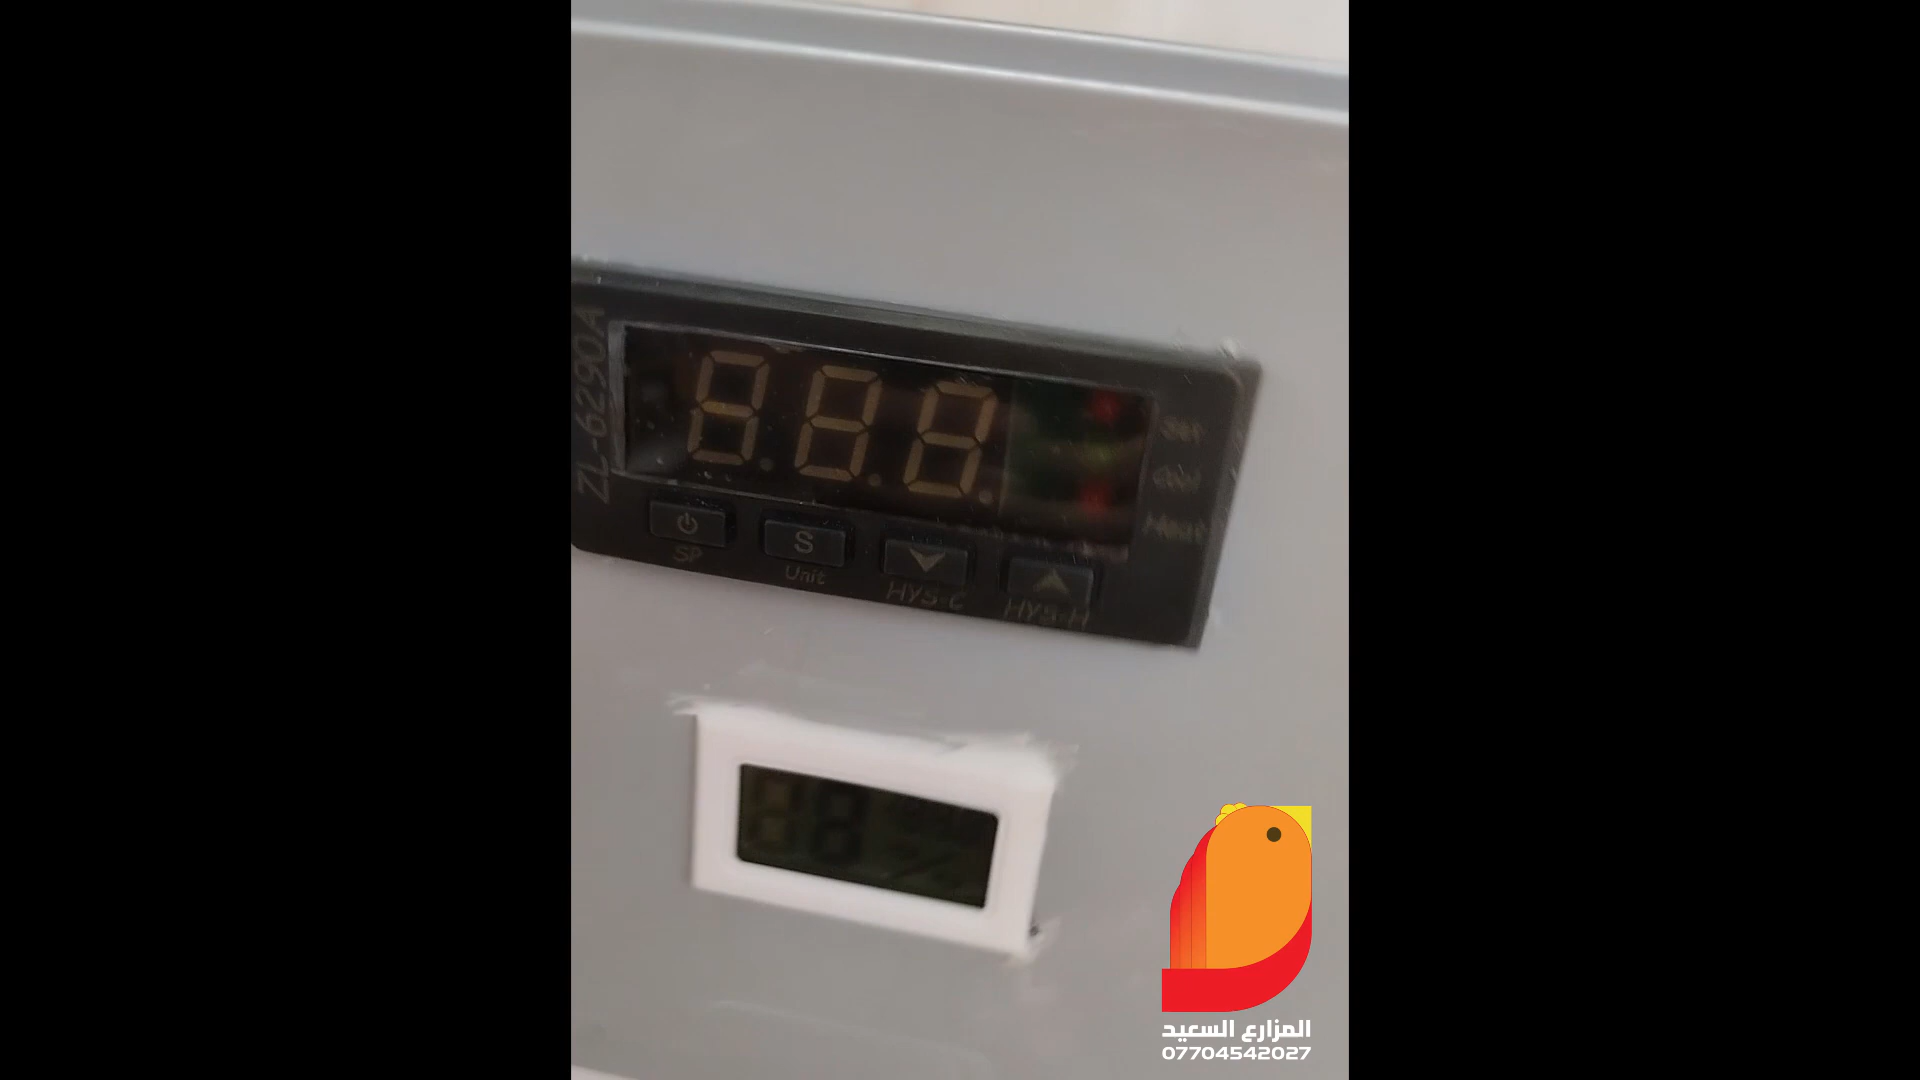 ZL-6290A
Set
Cool
Heat
SP
S
Unit
HYS-C
HYS-H
المزارع السعيد
07704542027